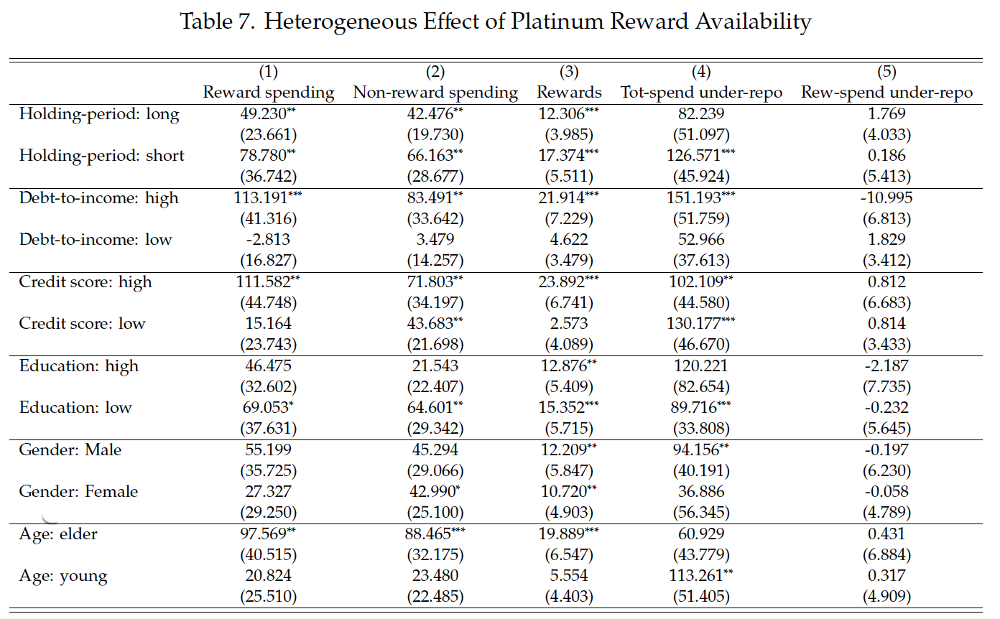 Table 7. Heterogeneous Effect of Platinum Reward Availability
(1) (2) (3) (4) (5)
Reward spending Non-reward spending Rewards Tot-spend under-repo Rew-spend under-repo
Holding-period: long 49.230** 42.476** 12.306*** 82.239 1.769
(23.661) (19.730) (3.985) (51.097) (4.033)
Holding-period: short 78.780** 66.163** 17.374*** 126.571*** 0.186
(36.742) (28.677) (5.511) (45.924) (5.413)
Debt-to-income: high 113.191*** 83.491** 21.914*** 151.193*** -10.995
(41.316) (33.642) (7.229) (51.759) (6.813)
Debt-to-income: low -2.813 3.479 4.622 52.966 1.829
(16.827) (14.257) (3.479) (37.613) (3.412)
Credit score: high 111.582** 71.803** 23.892*** 102.109** 0.812
(44.748) (34.197) (6.741) (44.580) (6.683)
Credit score: low 15.164 43.683** 2.573 130.177*** 0.814
(23.743) (21.698) (4.089) (46.670) (3.433)
Education: high 46.475 21.543 12.876** 120.221 -2.187
(32.602) (22.407) (5.409) (82.654) (7.735)
Education: low 69.053* 64.601** 15.352*** 89.716*** -0.232
(37.631) (29.342) (5.715) (33.808) (5.645)
Gender: Male 55.199 45.294 12.209** 94.156** -0.197
(35.725) (29.066) (5.847) (40.191) (6.230)
Gender: Female 27.327 42.990* 10.720** 36.886 -0.058
(29.250) (25.100) (4.903) (56.345) (4.789)
Age: elder 97.569** 88.465*** 19.889*** 60.929 0.431
(40.515) (32.175) (6.547) (43.779) (6.884)
Age: young 20.824 23.480 5.554 113.261** 0.317
(25.510) (22.485) (4.403) (51.405) (4.909)